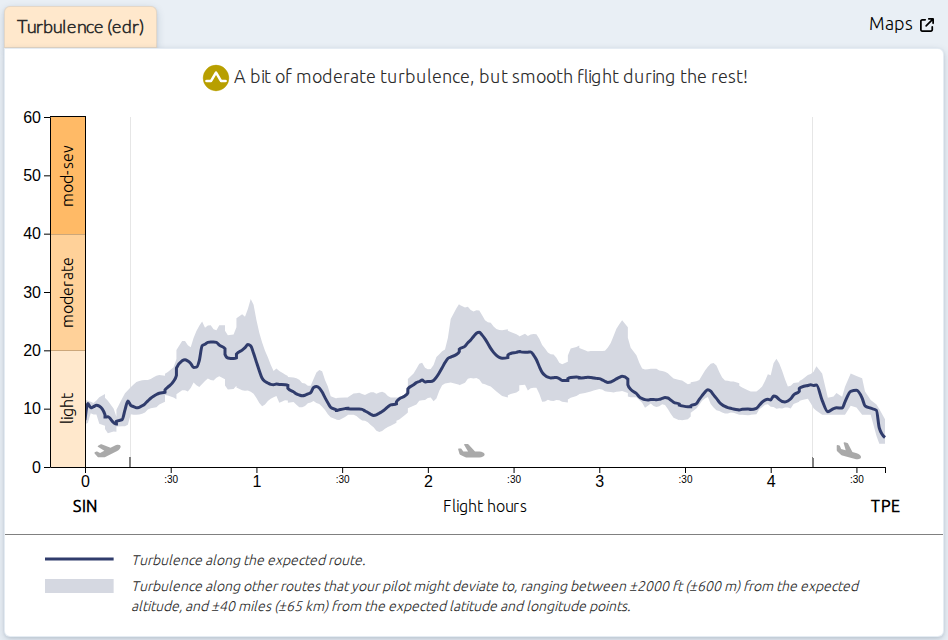 Turbulence (edr)
Maps
A bit of moderate turbulence, but smooth flight during the rest!
60
50
40
30
20
10
0
mod-sev
moderate
light
0 :30 1 :30 2 :30 3 :30 4 :30
SIN Flight hours TPE
Turbulence along the expected route.
Turbulence along other routes that your pilot might deviate to, ranging between ±2000 ft (±600 m) from the expected
altitude, and ±40 miles (±65 km) from the expected latitude and longitude points.